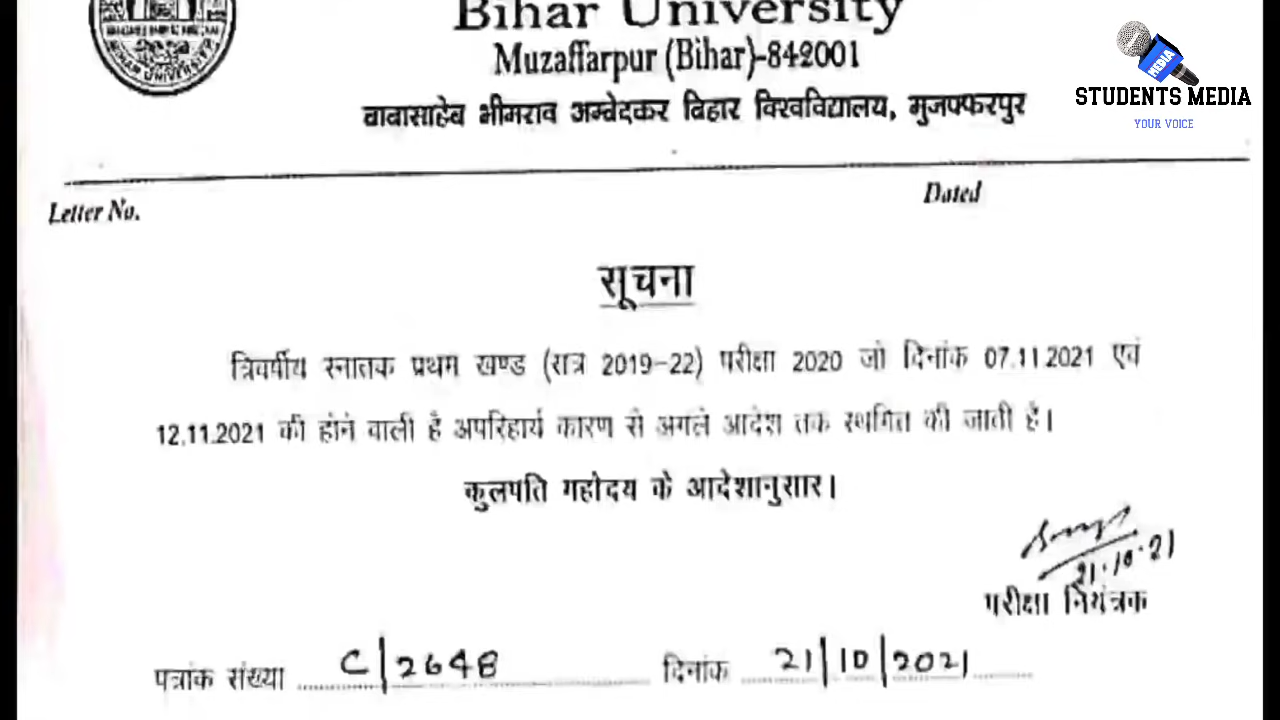 Bihar University
Muzaffarpur (Bihar)-842001
बाबासाहेब भीमराव अम्बेदकर बिहार विश्वविद्यालय, मुजफ्फरपुर
STUDENTS MEDIA
YOUR VOICE
MEDIA
Letter No.
Dated
सूचना
त्रिवर्षीय स्नातक प्रथम खण्ड (सत्र 2019-22) परीक्षा 2020 जो दिनांक 07.11.2021 एवं
12.11.2021 की होने वाली है अपरिहार्य कारण से अगले आदेश तक स्थगित की जाती है।
कुलपति महोदय के आदेशानुसार।
21.10.21
परीक्षा नियंत्रक
पत्रांक संख्या C/2648 दिनांक 21/10/2021